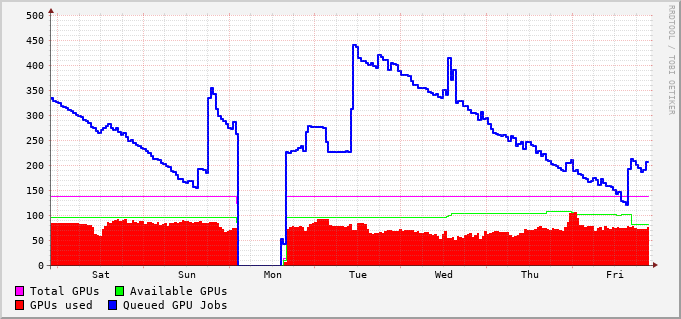 500
450
400
350
300
250
200
150
100
50
0
Sat Sun Mon Tue Wed Thu Fri
Total GPUs Available GPUs
GPUs used Queued GPU Jobs
RRDTOOL / TOBI OETIKER